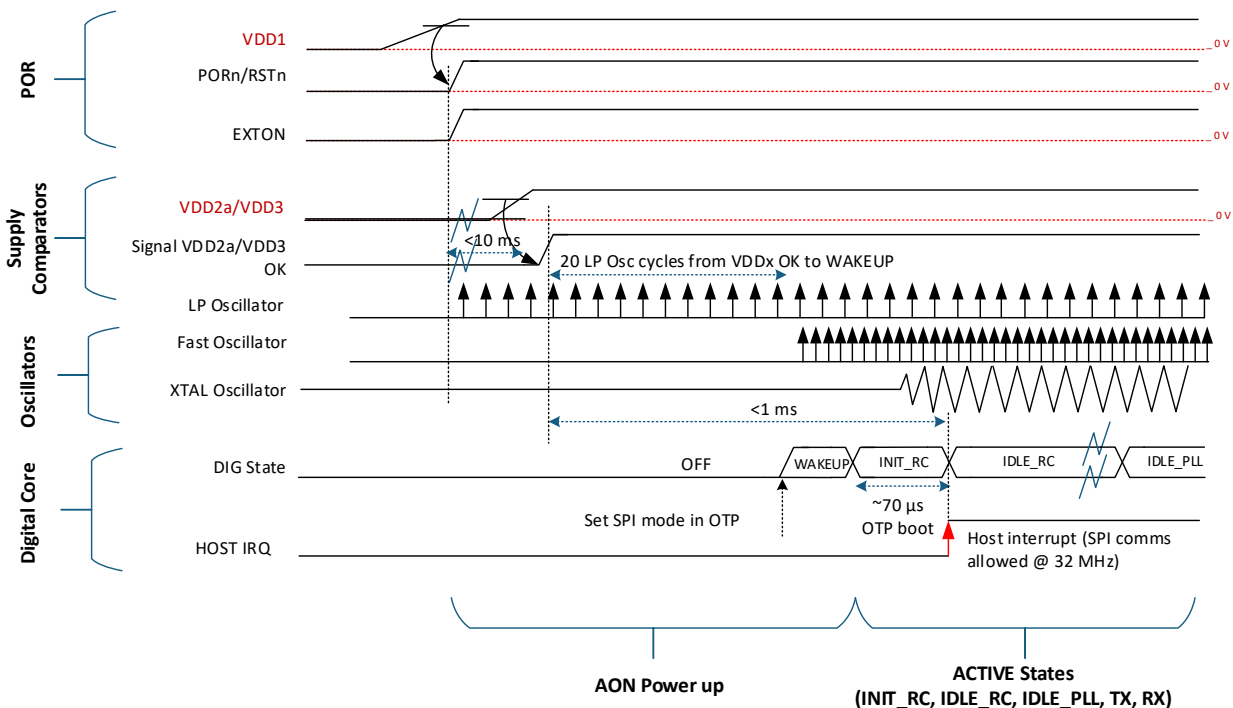 POR
VDD1
0 V
PORn/RSTn
0 V
EXTON
0 V
Supply
Comparators
VDD2a/VDD3
0 V
Signal VDD2a/VDD3
OK
<10 ms
20 LP Osc cycles from VDDx OK to WAKEUP
LP Oscillator
Oscillators
Fast Oscillator
XTAL Oscillator
<1 ms
Digital Core
DIG State
OFF
WAKEUP
INIT_RC
IDLE_RC
IDLE_PLL
Set SPI mode in OTP
~70 µs
OTP boot
HOST IRQ
Host interrupt (SPI comms
allowed @ 32 MHz)
AON Power up
ACTIVE States
(INIT_RC, IDLE_RC, IDLE_PLL, TX, RX)